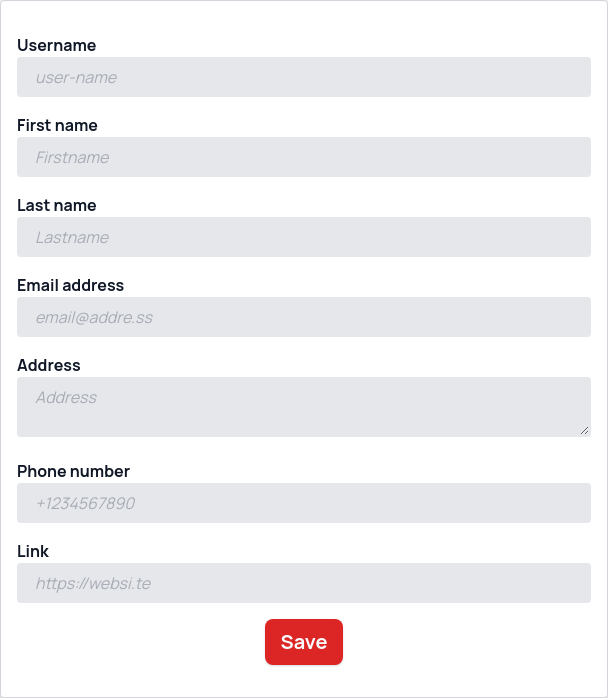 Username
user-name
First name
Firstname
Last name
Lastname
Email address
email@addre.ss
Address
Address
Phone number
+1234567890
Link
https://websi.te
Save